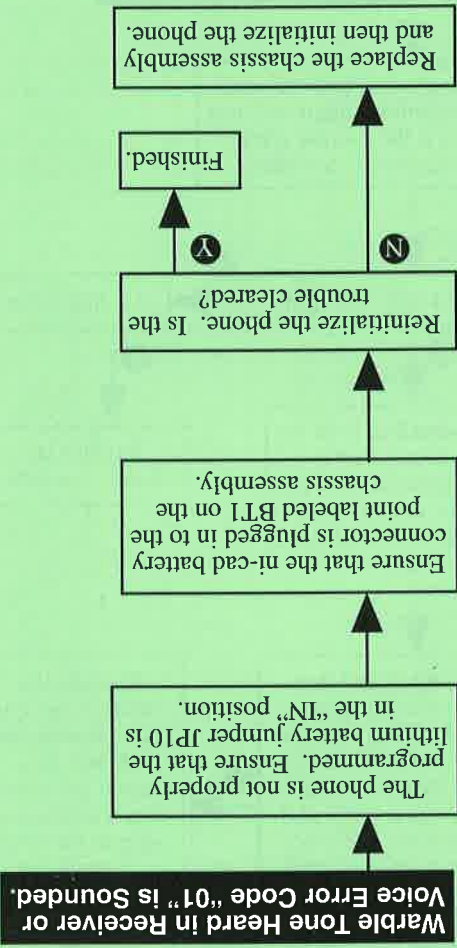 Warble Tone Heard in Receiver or
Voice Error Code "01" is Sounded.
The phone is not properly
programmed. Ensure that the
lithium battery jumper JP10 is
in the "IN" position.
Ensure that the ni-cad battery
connector is plugged in to the
point labeled BT1 on the
chassis assembly.
Reinitialize the phone. Is the
trouble cleared?
N
Y
Finished.
Replace the chassis assembly
and then initialize the phone.